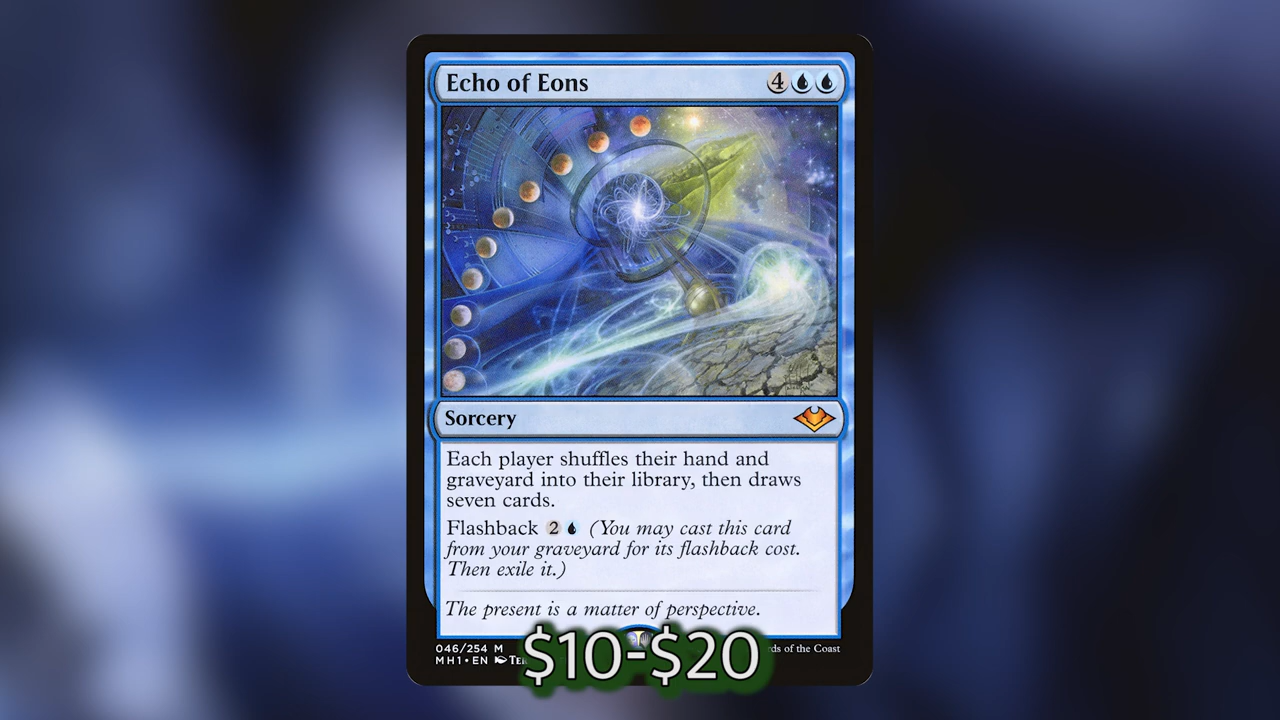 Echo of Eons 4
Sorcery
Each player shuffles their hand and
graveyard into their library, then draws
seven cards.
Flashback 2 (You may cast this card
from your graveyard for its flashback cost.
Then exile it.)
The present is a matter of perspective.
046/254 M
MH1•EN
of the Coast
$10-$20